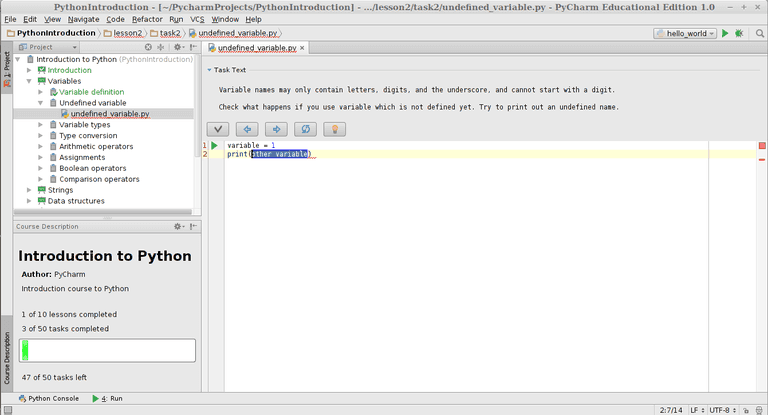 PythonIntroduction - [~/PycharmProjects/PythonIntroduction] - .../lesson2/task2/undefined_variable.py - PyCharm Educational Edition 1.0
File Edit View Navigate Code Refactor Run VCS Window Help
PythonIntroduction lesson2 task2 undefined_variable.py hello_world
Project
undefined_variable.py
1: Project
Introduction to Python (PythonIntroduction)
Introduction
Variables
Variable definition
Undefined variable
undefined_variable.py
Variable types
Type conversion
Arithmetic operators
Assignments
Boolean operators
Comparison operators
Strings
Data structures
Task Text
Variable names may only contain letters, digits, and the underscore, and cannot start with a digit.
Check what happens if you use variable which is not defined yet. Try to print out an undefined name.
1 variable = 1
2 print(other variable)
Course Description
Introduction to Python
Author: PyCharm
Introduction course to Python
1 of 10 lessons completed
3 of 50 tasks completed
47 of 50 tasks left
Course Description
Python Console 4: Run
2:7/14 LF UTF-8